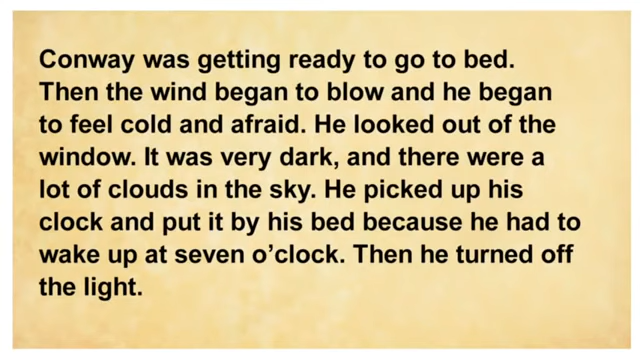 Conway was getting ready to go to bed.
Then the wind began to blow and he began
to feel cold and afraid. He looked out of the
window. It was very dark, and there were a
lot of clouds in the sky. He picked up his
clock and put it by his bed because he had to
wake up at seven o’clock. Then he turned off
the light.